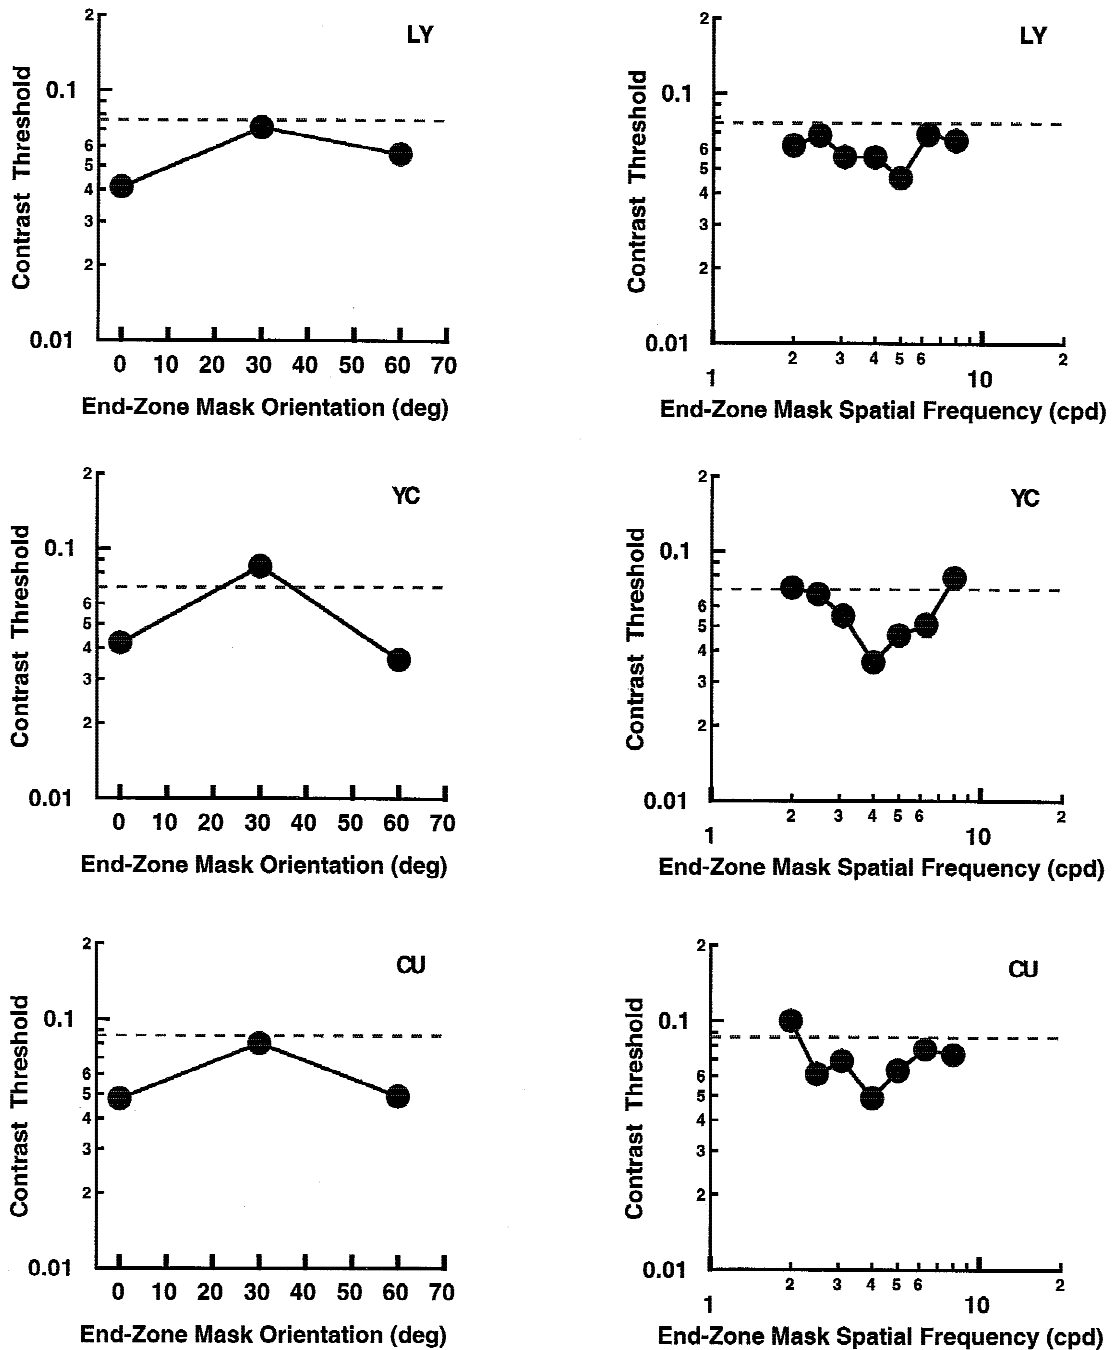 2
LY
0.1
6
5
4
3
2
0.01
Contrast Threshold
0 10 20 30 40 50 60 70
End-Zone Mask Orientation (deg)
2
LY
0.1
6
5
4
3
2
0.01
Contrast Threshold
2 3 4 5 6 2
1 10
End-Zone Mask Spatial Frequency (cpd)
2
YC
0.1
6
5
4
3
2
0.01
Contrast Threshold
0 10 20 30 40 50 60 70
End-Zone Mask Orientation (deg)
2
YC
0.1
6
5
4
3
2
0.01
Contrast Threshold
2 3 4 5 6 2
1 10
End-Zone Mask Spatial Frequency (cpd)
2
CU
0.1
6
5
4
3
2
0.01
Contrast Threshold
0 10 20 30 40 50 60 70
End-Zone Mask Orientation (deg)
2
CU
0.1
6
5
4
3
2
0.01
Contrast Threshold
2 3 4 5 6 2
1 10
End-Zone Mask Spatial Frequency (cpd)